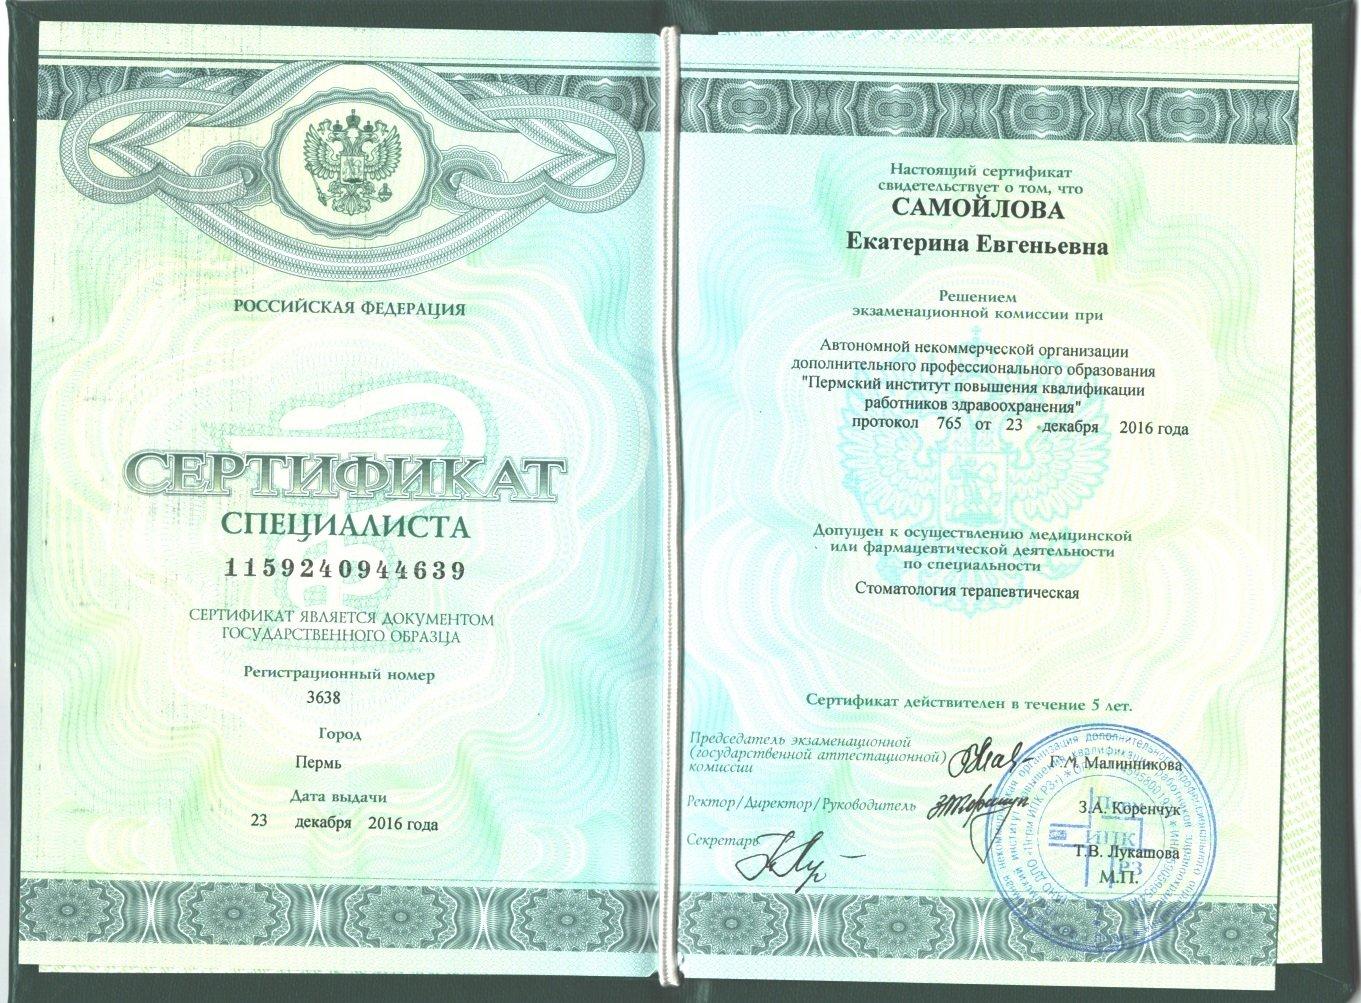 РОССИЙСКАЯ ФЕДЕРАЦИЯ
СЕРТИФИКАТ
СПЕЦИАЛИСТА
1159240944639
СЕРТИФИКАТ ЯВЛЯЕТСЯ ДОКУМЕНТОМ
ГОСУДАРСТВЕННОГО ОБРАЗЦА
Регистрационный номер
3638
Город
Пермь
Дата выдачи
23 декабря 2016 года
Настоящий сертификат
свидетельствует о том, что
САМОЙЛОВА
Екатерина Евгеньевна
Решением
экзаменационной комиссии при
Автономной некоммерческой организации
дополнительного профессионального образования
"Пермский институт повышения квалификации
работников здравоохранения"
протокол 765 от 23 декабря 2016 года
Допущен к осуществлению медицинской
или фармацевтической деятельности
по специальности
Стоматология терапевтическая
Сертификат действителен в течение 5 лет.
Председатель экзаменационной
(государственной аттестационной)
комиссии
Г.М. Малинникова
Ректор/Директор/Руководитель
З.А. Коренчук
Секретарь
Т.В. Лукашова
М.П.
ИПК
РЗ